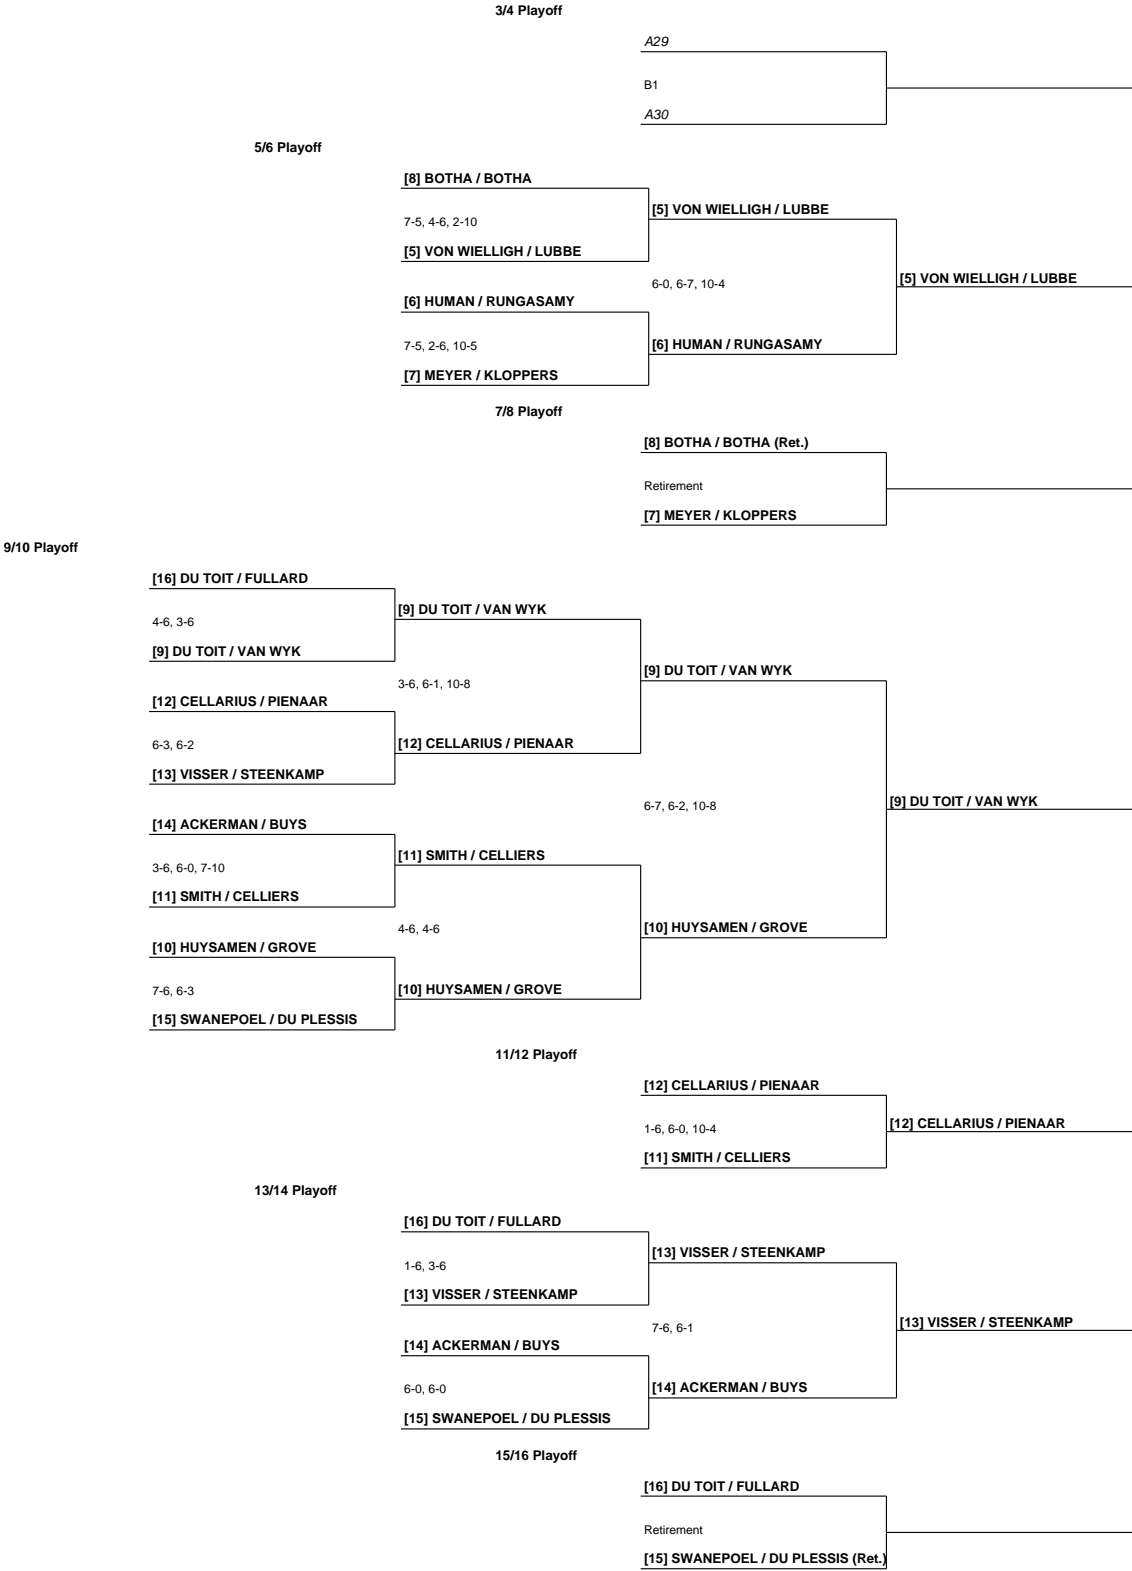 3/4 Playoff
A29
B1
A30
5/6 Playoff
[8] BOTHA / BOTHA
[5] VON WIELLIGH / LUBBE
7-5, 4-6, 2-10
[5] VON WIELLIGH / LUBBE
[5] VON WIELLIGH / LUBBE
6-0, 6-7, 10-4
[6] HUMAN / RUNGASAMY
7-5, 2-6, 10-5
[6] HUMAN / RUNGASAMY
[7] MEYER / KLOPPERS
7/8 Playoff
[8] BOTHA / BOTHA (Ret.)
Retirement
[7] MEYER / KLOPPERS
9/10 Playoff
[16] DU TOIT / FULLARD
[9] DU TOIT / VAN WYK
4-6, 3-6
[9] DU TOIT / VAN WYK
[9] DU TOIT / VAN WYK
3-6, 6-1, 10-8
[12] CELLARIUS / PIENAAR
6-3, 6-2
[12] CELLARIUS / PIENAAR
[13] VISSER / STEENKAMP
6-7, 6-2, 10-8
[9] DU TOIT / VAN WYK
[14] ACKERMAN / BUYS
[11] SMITH / CELLIERS
3-6, 6-0, 7-10
[11] SMITH / CELLIERS
4-6, 4-6
[10] HUYSAMEN / GROVE
[10] HUYSAMEN / GROVE
7-6, 6-3
[10] HUYSAMEN / GROVE
[15] SWANEPOEL / DU PLESSIS
11/12 Playoff
[12] CELLARIUS / PIENAAR
1-6, 6-0, 10-4
[12] CELLARIUS / PIENAAR
[11] SMITH / CELLIERS
13/14 Playoff
[16] DU TOIT / FULLARD
[13] VISSER / STEENKAMP
1-6, 3-6
[13] VISSER / STEENKAMP
7-6, 6-1
[13] VISSER / STEENKAMP
[14] ACKERMAN / BUYS
6-0, 6-0
[14] ACKERMAN / BUYS
[15] SWANEPOEL / DU PLESSIS
15/16 Playoff
[16] DU TOIT / FULLARD
Retirement
[15] SWANEPOEL / DU PLESSIS (Ret.)